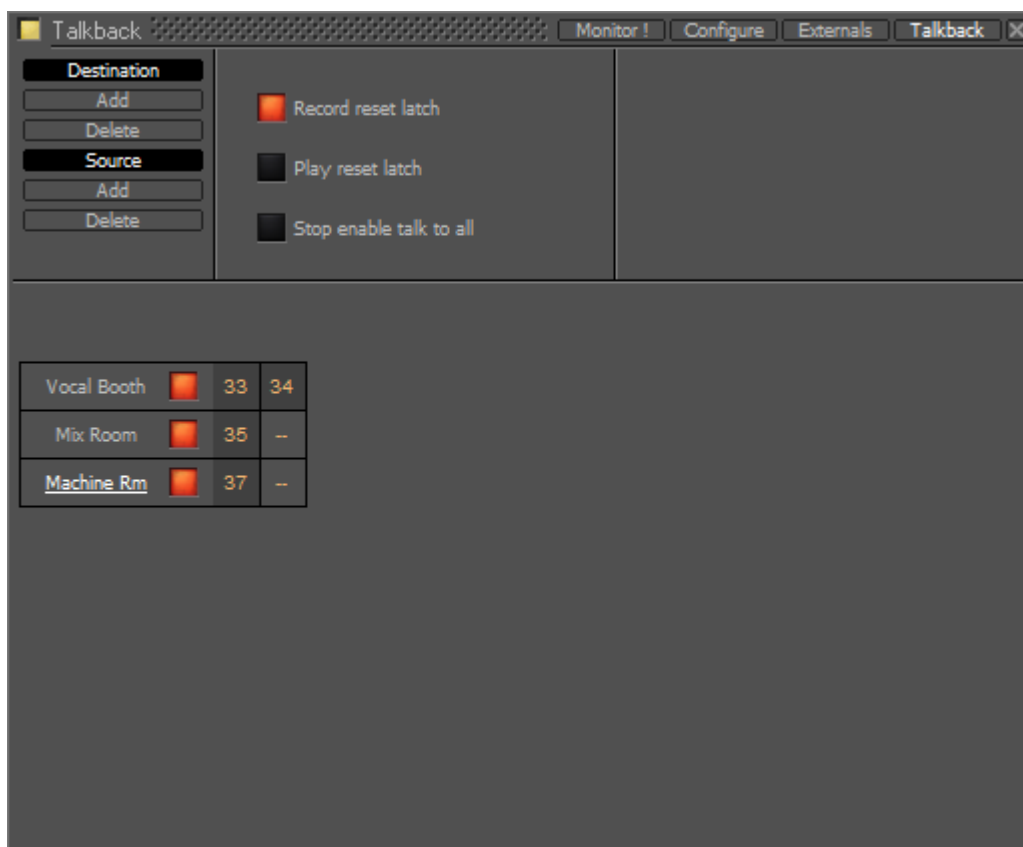 Talkback Monitor ! Configure Externals Talkback
Destination
Add
Delete
Source
Add
Delete
Record reset latch
Play reset latch
Stop enable talk to all
Vocal Booth 33 34
Mix Room 35 --
Machine Rm 37 --